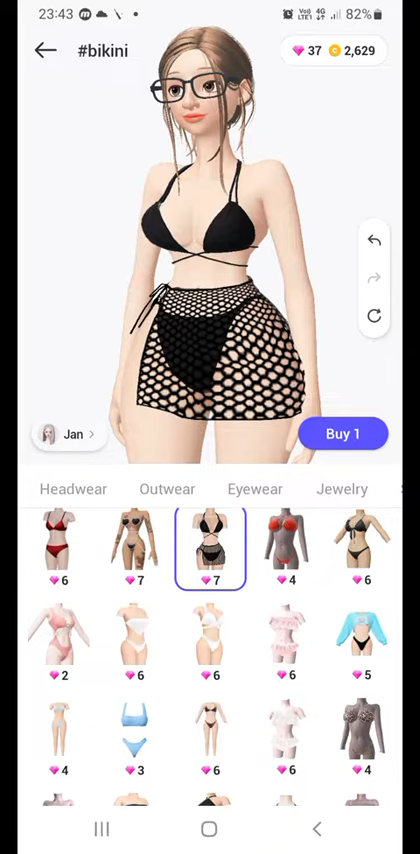 23:43 82%
#bikini 37 2,629
Jan
Buy 1
Headwear Outwear Eyewear Jewelry
6 7 7 4 6
2 6 6 6 5
4 3 6 6 4